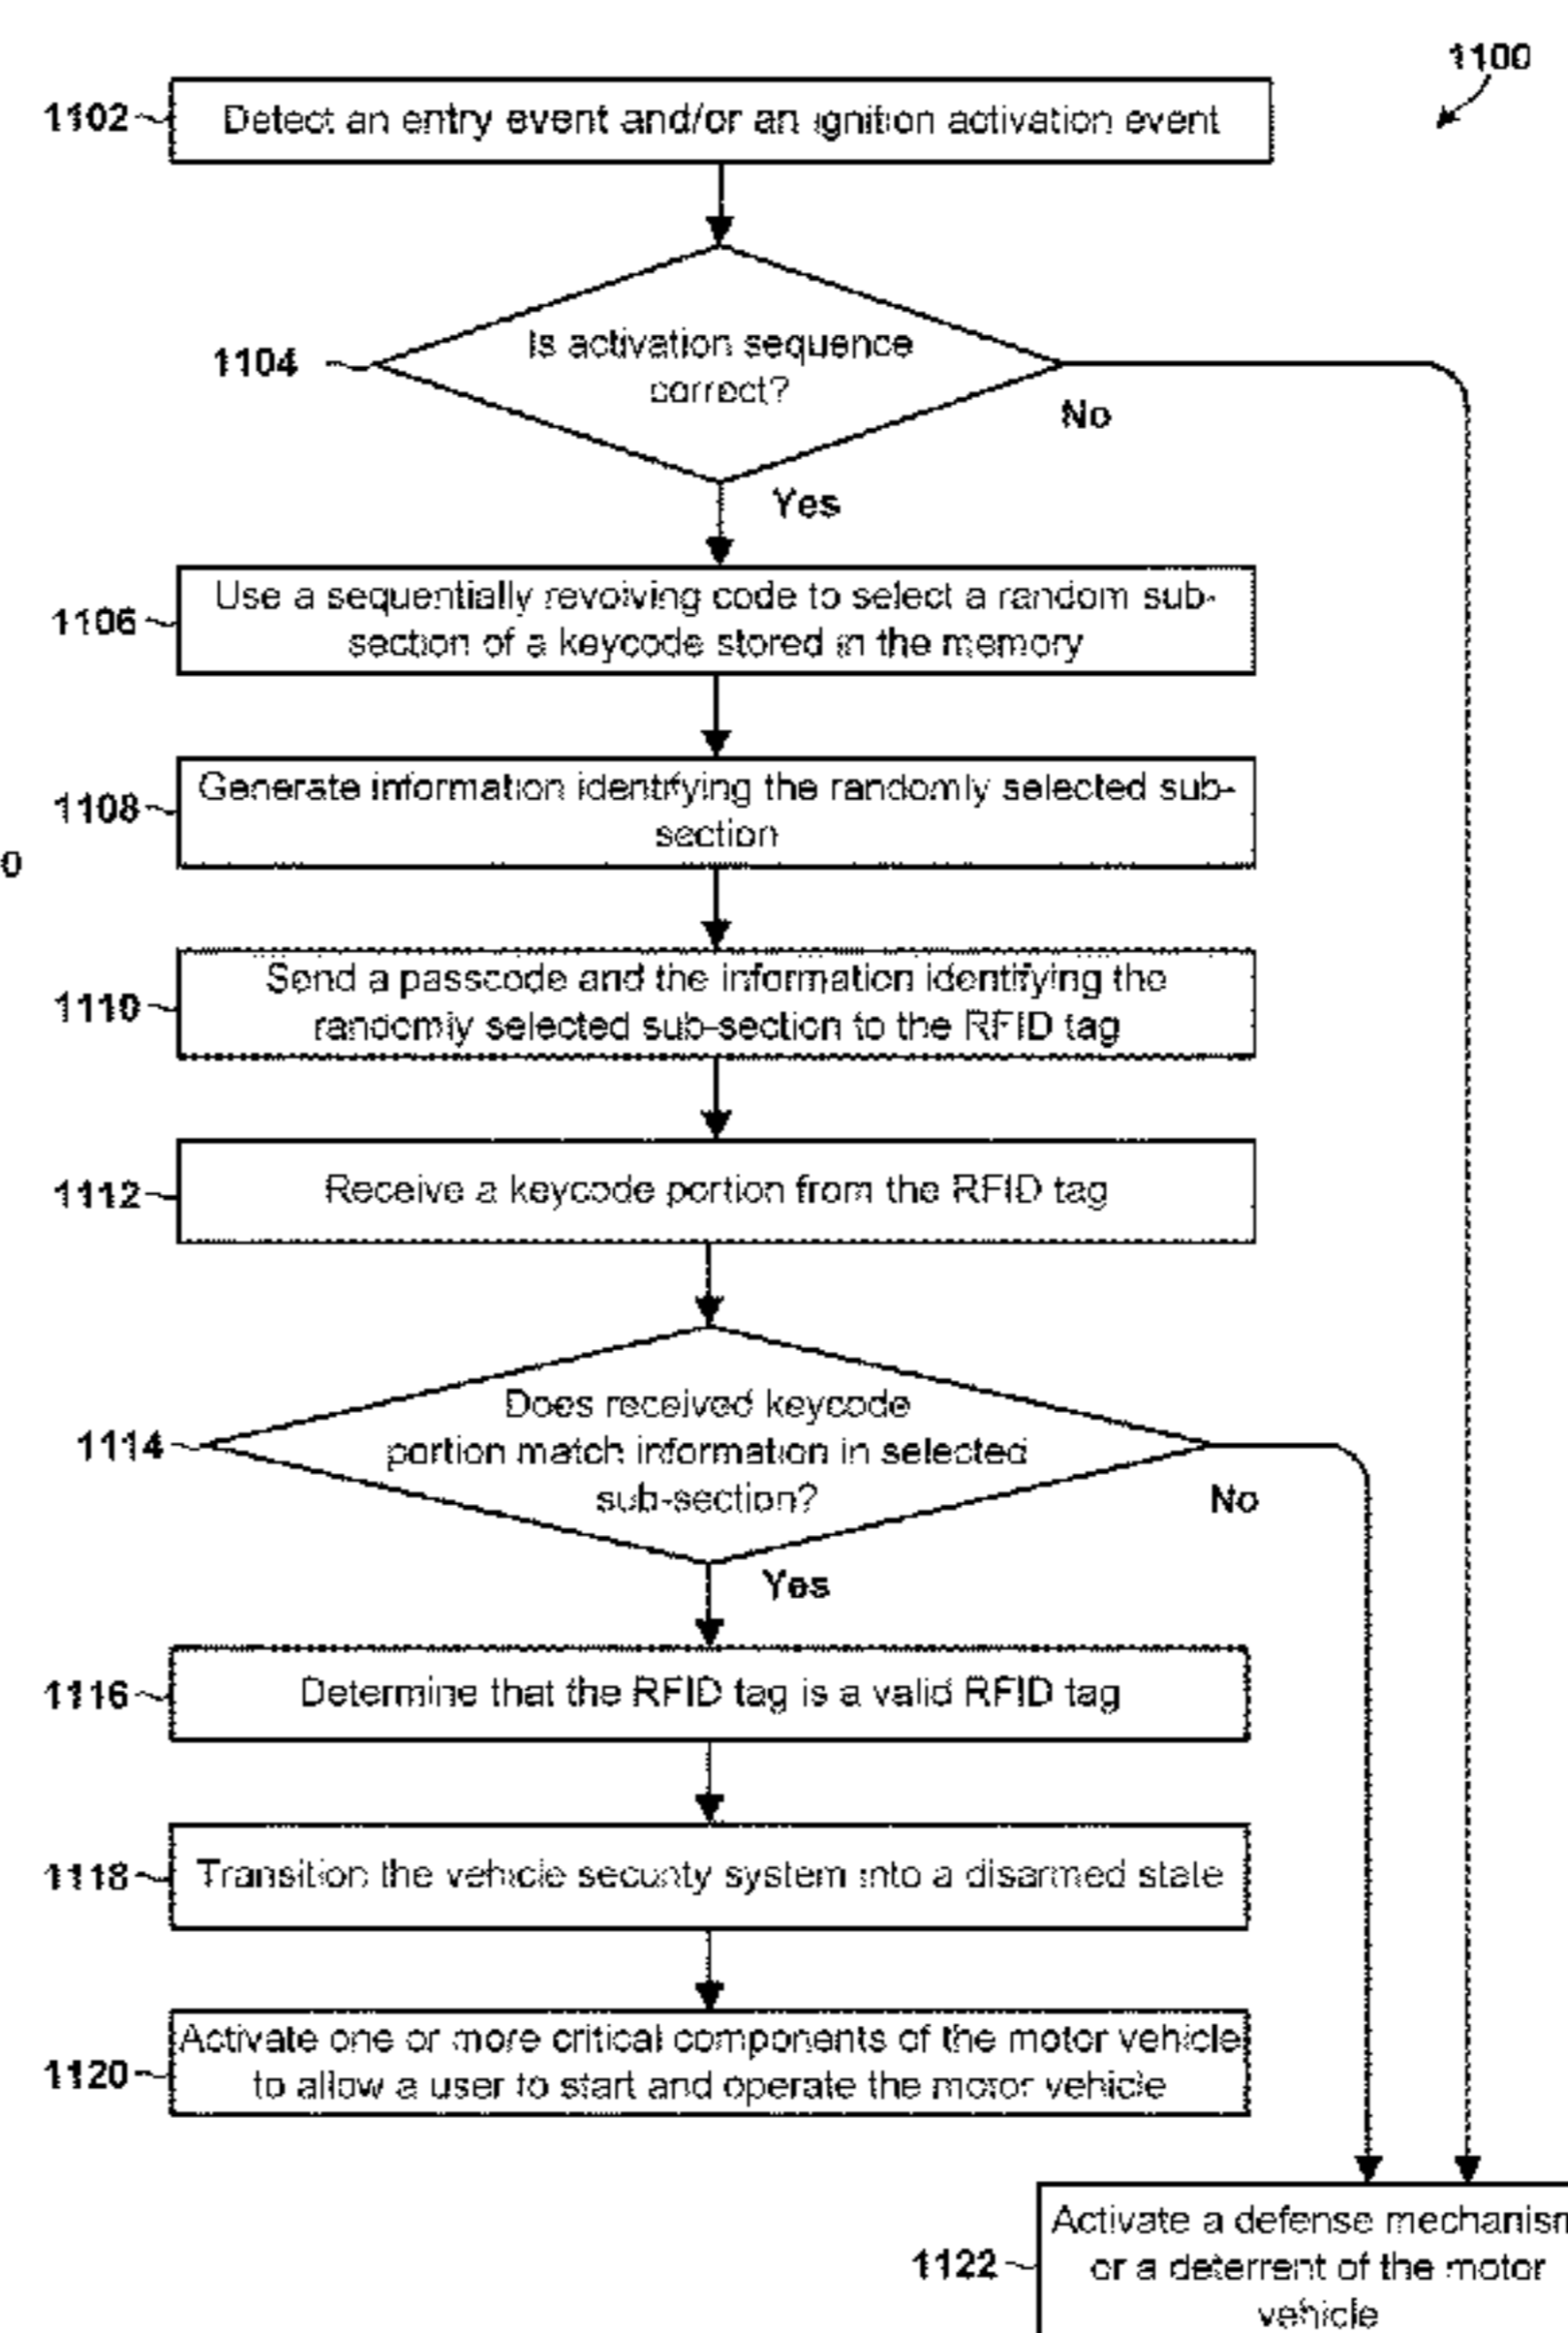 1100
1102
Detect an entry event and/or an ignition activation event
1104
Is activation sequence
correct?
No
Yes
1106
Use a sequentially revolving code to select a random sub-
section of a keycode stored in the memory
1108
Generate information identifying the randomly selected sub-
section
0
1110
Send a passcode and the information identifying the
randomly selected sub-section to the RFID tag
1112
Receive a keycode portion from the RFID tag
1114
Does received keycode
portion match information in selected
sub-section?
No
Yes
1116
Determine that the RFID tag is a valid RFID tag
1118
Transition the vehicle security system into a disarmed state
1120
Activate one or more critical components of the motor vehicle
to allow a user to start and operate the motor vehicle
1122
Activate a defense mechanism
or a deterrent of the motor
vehicle